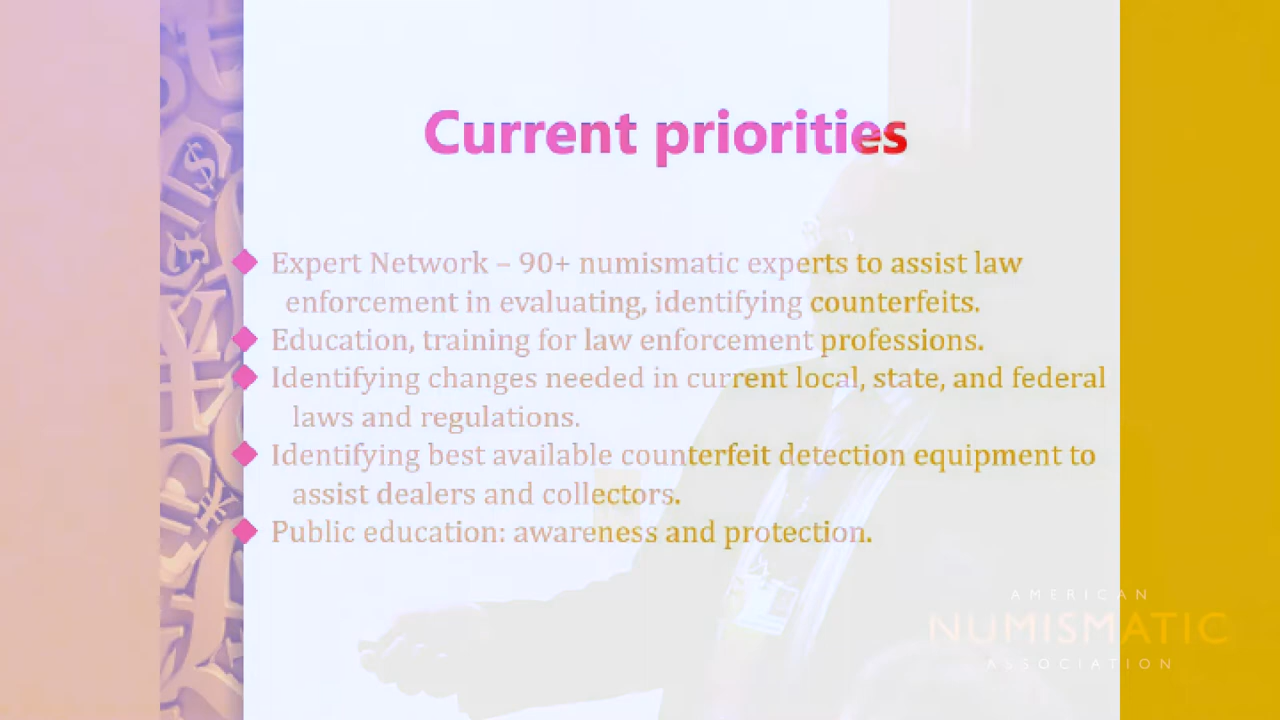 Current priorities
Expert Network – 90+ numismatic experts to assist law
enforcement in evaluating, identifying counterfeits.
Education, training for law enforcement professions.
Identifying changes needed in current local, state, and federal
laws and regulations.
Identifying best available counterfeit detection equipment to
assist dealers and collectors.
Public education: awareness and protection.
AMERICAN
NUMISMATIC
ASSOCIATION